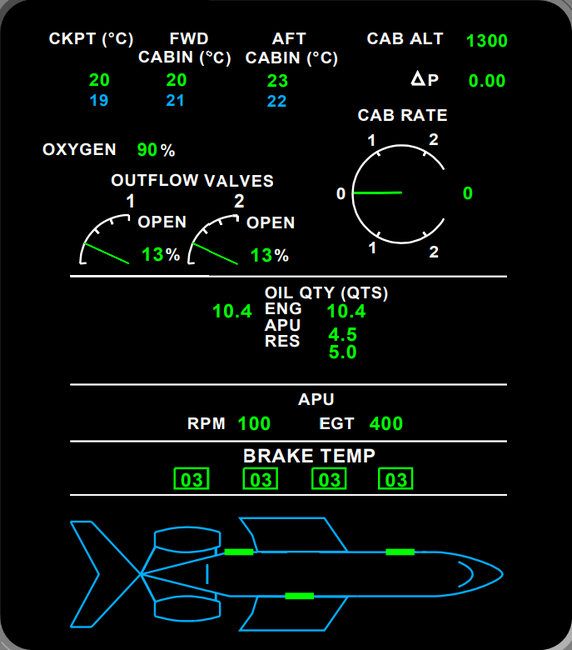 CKPT (°C) FWD CABIN (°C) AFT CABIN (°C) CAB ALT 1300
20 20 23 ΔP 0.00
19 21 22
CAB RATE
1 2
OXYGEN 90%
0 0
1 2
OUTFLOW VALVES
1 2
OPEN OPEN
13% 13%
OIL QTY (QTS)
10.4 ENG 10.4
APU 4.5
RES 5.0
APU
RPM 100 EGT 400
BRAKE TEMP
03 03 03 03